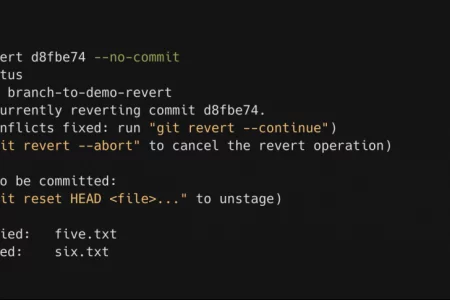 ert d8fbe74 --no-commit
tus
branch-to-demo-revert
urrently reverting commit d8fbe74.
nflicts fixed: run "git revert --continue")
it revert --abort" to cancel the revert operation)
o be committed:
it reset HEAD <file>..." to unstage)
ied:   five.txt
ed:    six.txt